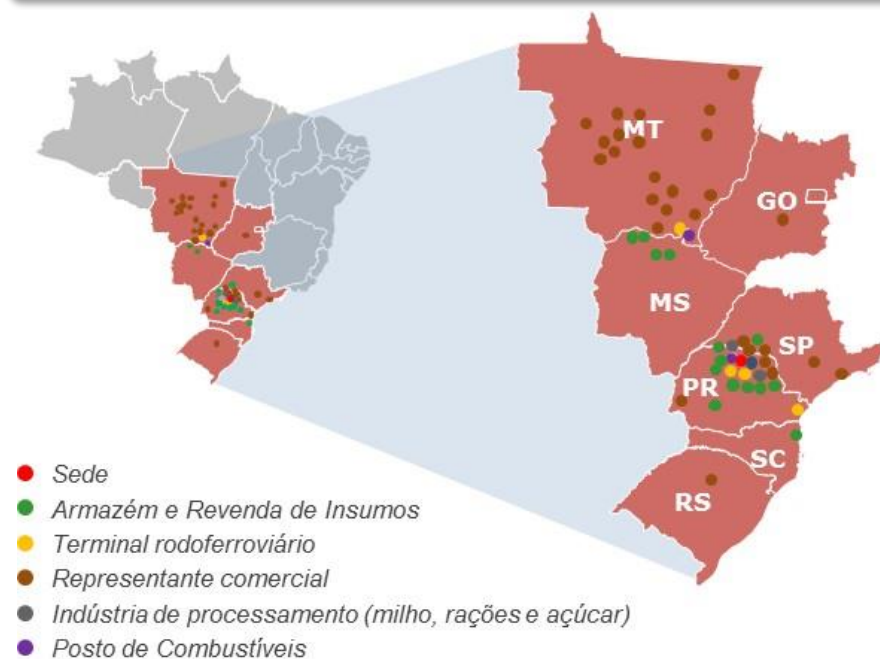 MT
GO
MS
SP
PR
SC
RS
Sede
Armazém e Revenda de Insumos
Terminal rodoferroviário
Representante comercial
Indústria de processamento (milho, rações e açúcar)
Posto de Combustíveis